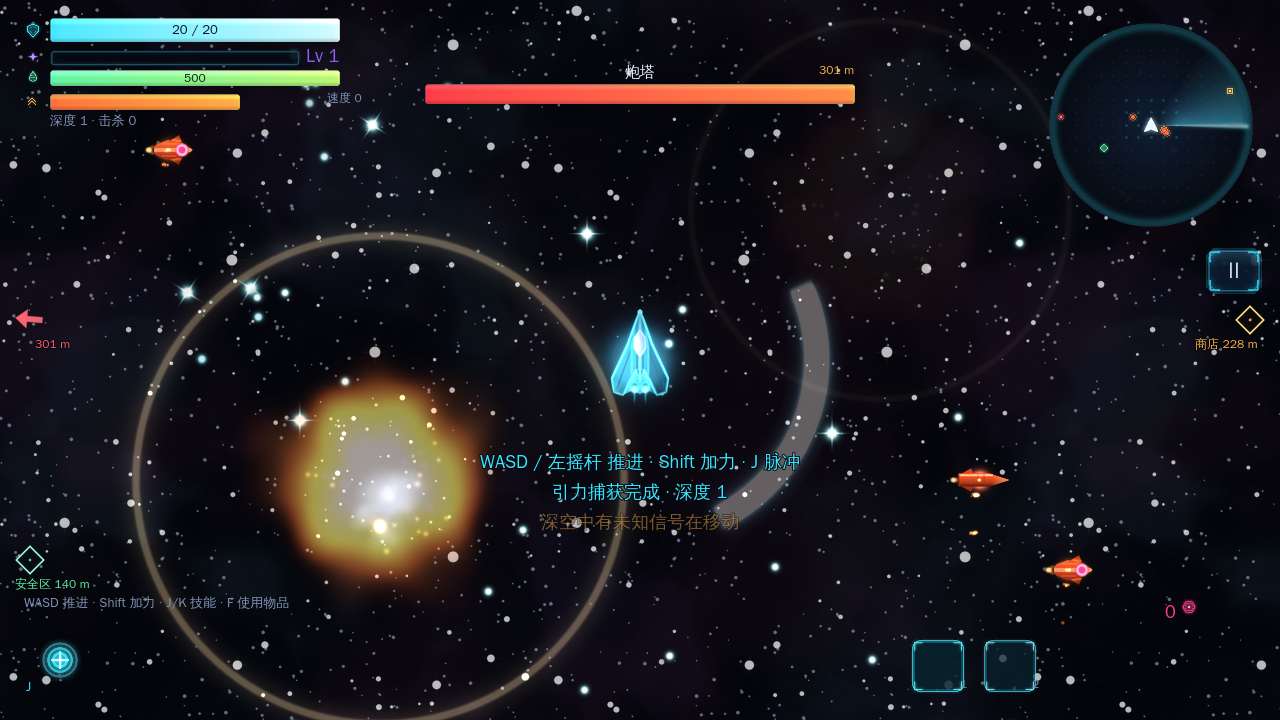 20 / 20
Lv 1
500
速度 0
深度 1 · 击杀 0
炮塔
301 m
301 m
商店 228 m
WASD / 左摇杆 推进 · Shift 加力 · J 脉冲
引力捕获完成 · 深度 1
深空中有未知信号在移动
安全区 140 m
WASD 推进 · Shift 加力 · J/K 技能 · F 使用物品
0
J